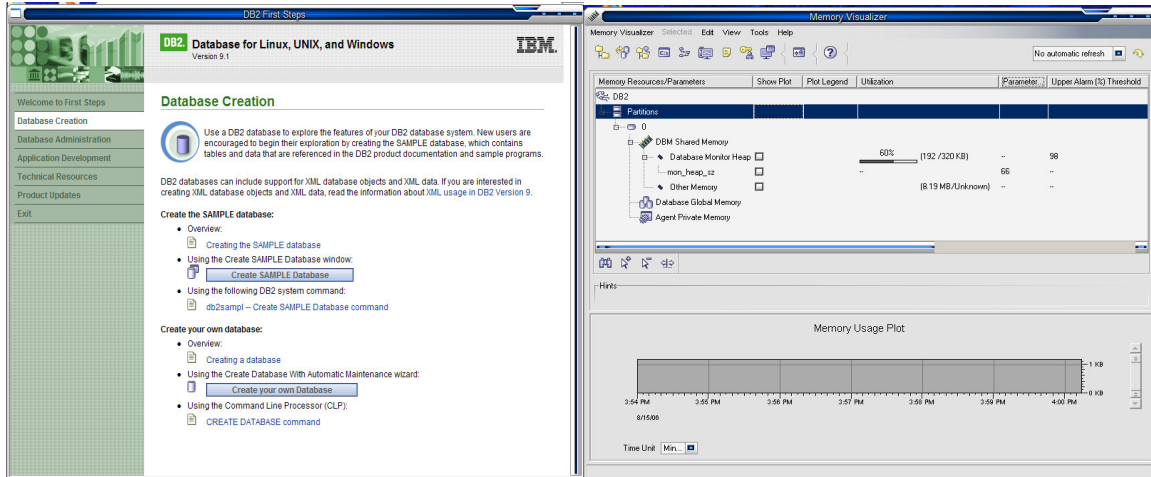 DB2 First Steps
DB2. Database for Linux, UNIX, and Windows
Version 9.1
IBM.
Welcome to First Steps
Database Creation
Database Administration
Application Development
Technical Resources
Product Updates
Exit
Database Creation
Use a DB2 database to explore the features of your DB2 database system. New users are
encouraged to begin their exploration by creating the SAMPLE database, which contains
tables and data that are referenced in the DB2 product documentation and sample programs.
DB2 databases can include support for XML database objects and XML data. If you are interested in
creating XML database objects and XML data, read the information about XML usage in DB2 Version 9.
Create the SAMPLE database:
• Overview:
Creating the SAMPLE database
• Using the Create SAMPLE Database window:
Create SAMPLE Database
• Using the following DB2 system command:
db2sampl -- Create SAMPLE Database command
Create your own database:
• Overview:
Creating a database
• Using the Create Database With Automatic Maintenance wizard:
Create your own Database
• Using the Command Line Processor (CLP):
CREATE DATABASE command
Memory Visualizer
Memory Visualizer Selected Edit View Tools Help
No automatic refresh
Memory Resources/Parameters Show Plot Plot Legend Utilization Parameter... Upper Alarm (%) Threshold
DB2
Partitions
0
DBM Shared Memory
Database Monitor Heap 60% (192 /320 KB) -- 98
mon_heap_sz -- 66 --
Other Memory (8.19 MB/Unknown) -- --
Database Global Memory
Agent Private Memory
Hints
Memory Usage Plot
1 KB
0 KB
3:54 PM 3:55 PM 3:56 PM 3:57 PM 3:58 PM 3:59 PM 4:00 PM
8/15/06
Time Unit Min...